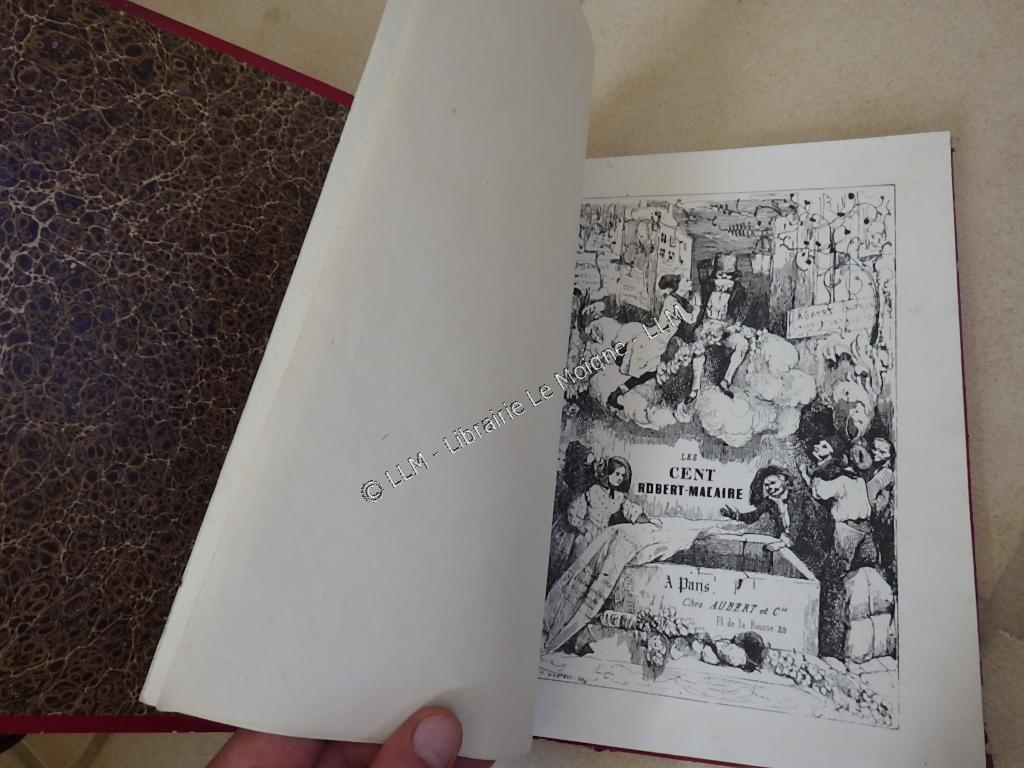 AUBERT
© LLM - Librairie Le Moigne - LLM
LES
CENT
ROBERT-MACAIRE
A Paris,
Chez AUBERT et Cie
Pl de la Bourse 29